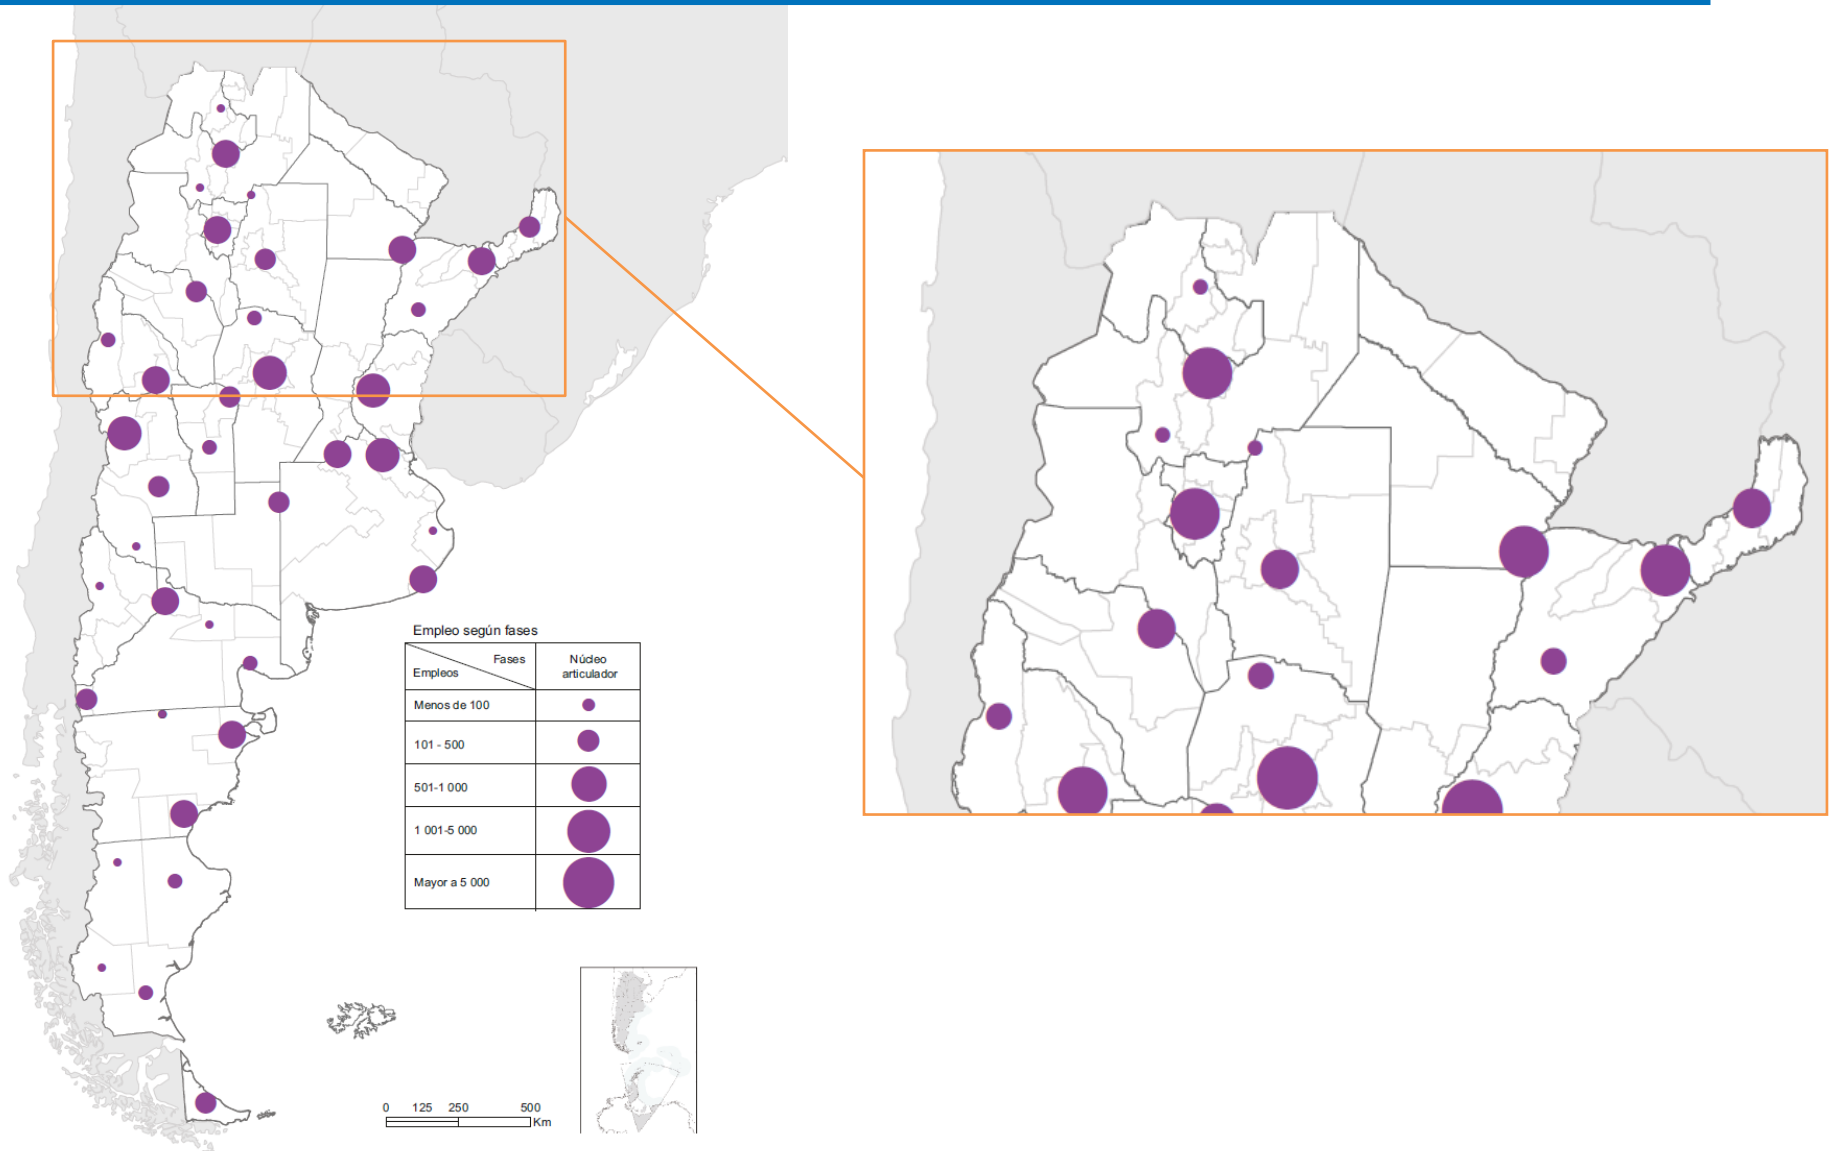 Empleo según fases
Fases
Empleos
Núcleo
articulador
Menos de 100
101 - 500
501-1 000
1 001-5 000
Mayor a 5 000
0 125 250 500
Km